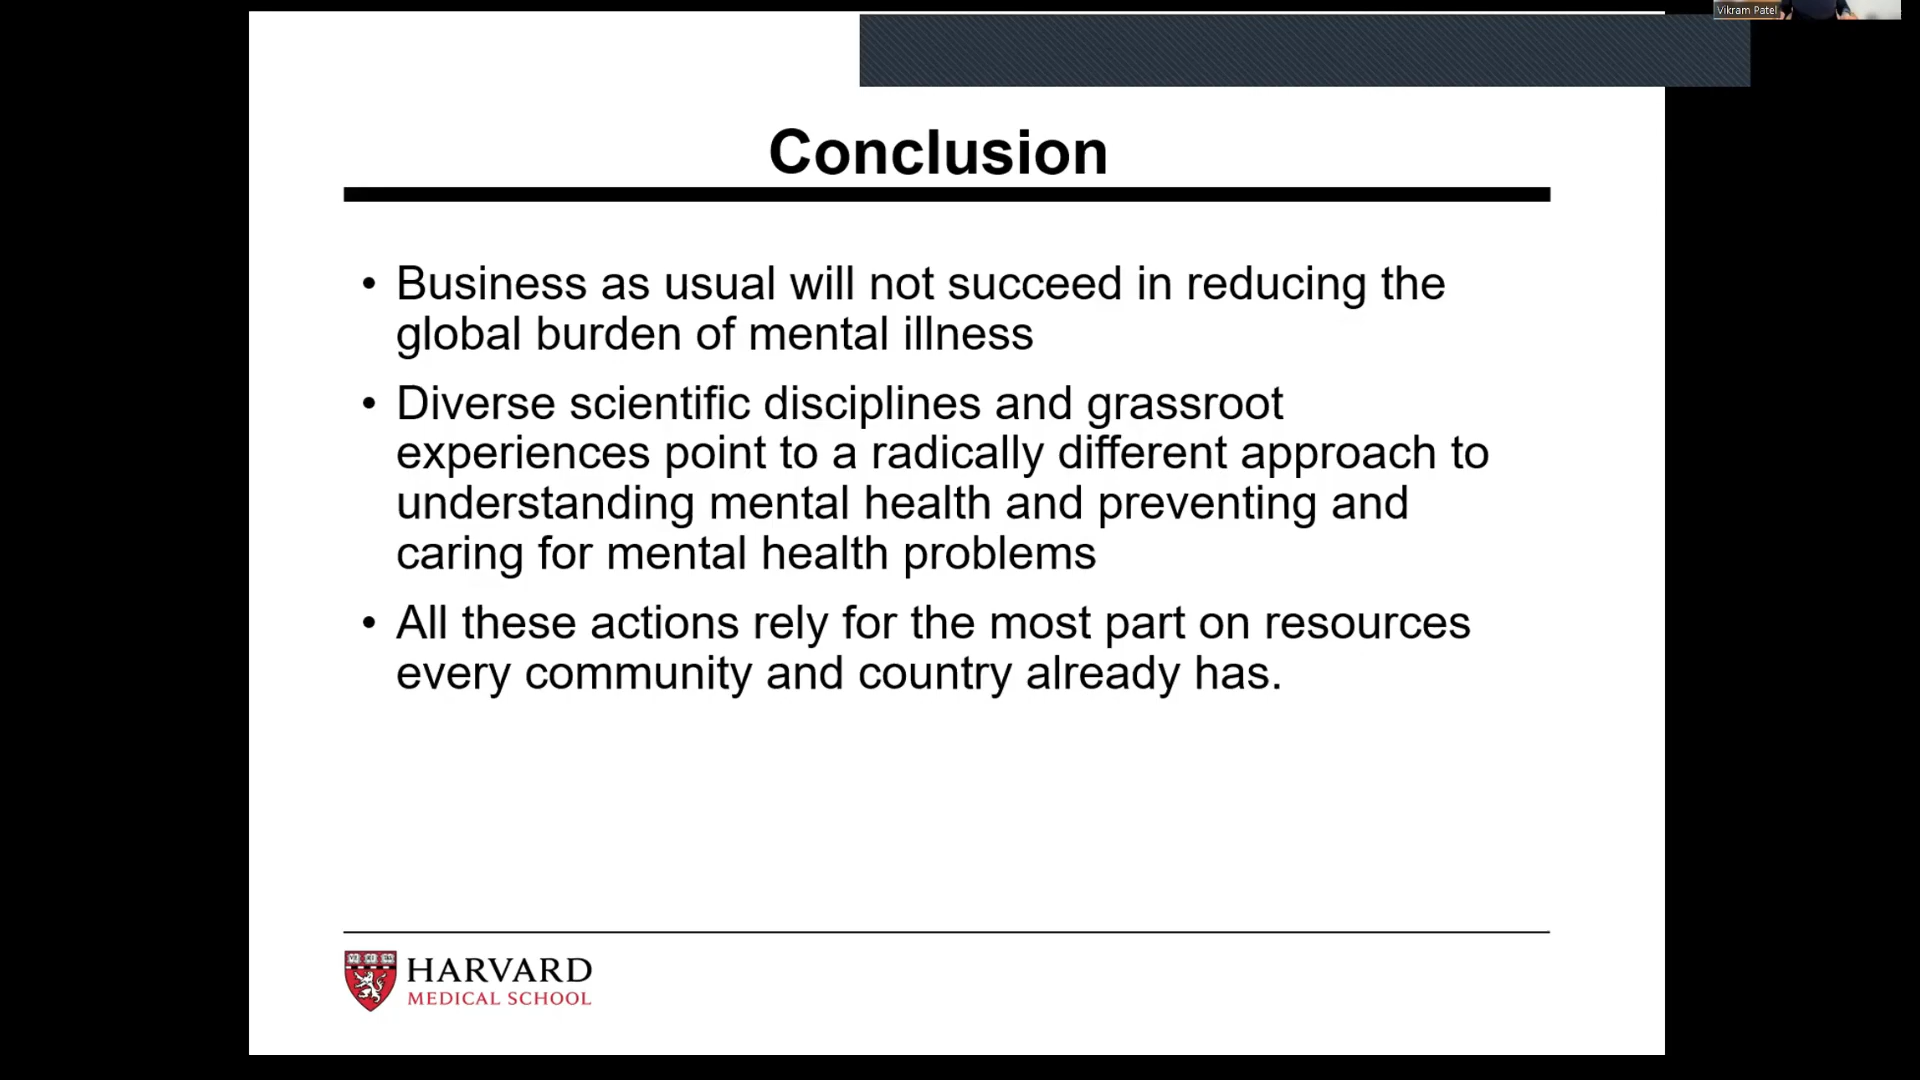 Vikram Patel
Conclusion
• Business as usual will not succeed in reducing the
global burden of mental illness
• Diverse scientific disciplines and grassroot
experiences point to a radically different approach to
understanding mental health and preventing and
caring for mental health problems
• All these actions rely for the most part on resources
every community and country already has.
HARVARD
MEDICAL SCHOOL